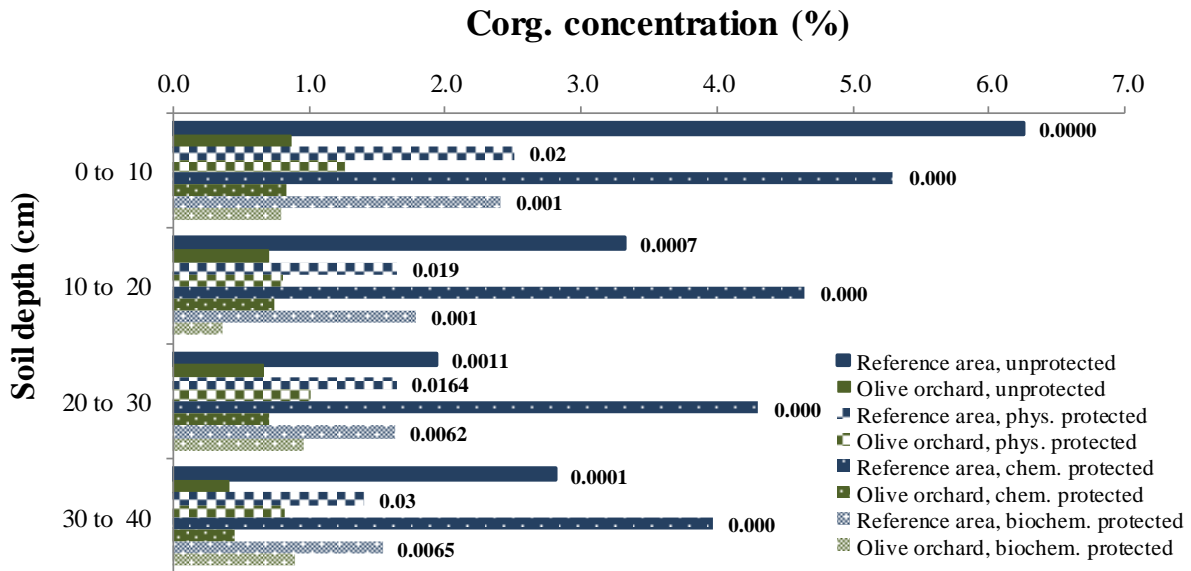 Corg. concentration (%)
0.0 1.0 2.0 3.0 4.0 5.0 6.0 7.0
Soil depth (cm)
0 to 10
0.0000
0.02
0.000
0.001
10 to 20
0.0007
0.019
0.000
0.001
20 to 30
0.0011
0.0164
0.000
0.0062
30 to 40
0.0001
0.03
0.000
0.0065
Reference area, unprotected
Olive orchard, unprotected
Reference area, phys. protected
Olive orchard, phys. protected
Reference area, chem. protected
Olive orchard, chem. protected
Reference area, biochem. protected
Olive orchard, biochem. protected